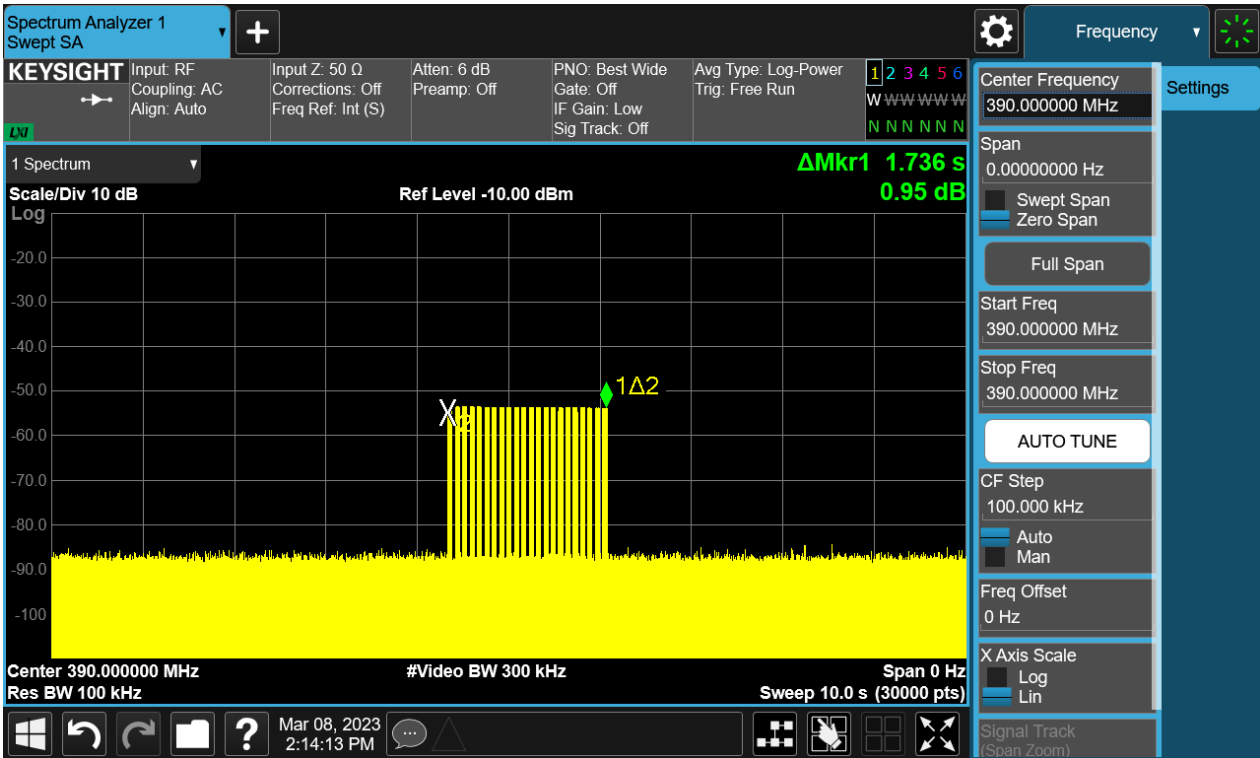 Spectrum Analyzer 1
Swept SA
+
Frequency
KEYSIGHT
LXI
Input: RF
Coupling: AC
Align: Auto
Input Z: 50 Ω
Corrections: Off
Freq Ref: Int (S)
Atten: 6 dB
Preamp: Off
PNO: Best Wide
Gate: Off
IF Gain: Low
Sig Track: Off
Avg Type: Log-Power
Trig: Free Run
1 2 3 4 5 6
W W W W W W
N N N N N N
1 Spectrum
Scale/Div 10 dB
Ref Level -10.00 dBm
ΔMkr1 1.736 s
0.95 dB
Log
-20.0
-30.0
-40.0
-50.0
-60.0
-70.0
-80.0
-90.0
-100
X2
1Δ2
Center 390.000000 MHz
#Video BW 300 kHz
Span 0 Hz
Res BW 100 kHz
Sweep 10.0 s (30000 pts)
?
Mar 08, 2023
2:14:13 PM
Center Frequency
390.000000 MHz
Span
0.00000000 Hz
Swept Span
Zero Span
Full Span
Start Freq
390.000000 MHz
Stop Freq
390.000000 MHz
AUTO TUNE
CF Step
100.000 kHz
Auto
Man
Freq Offset
0 Hz
X Axis Scale
Log
Lin
Signal Track
(Span Zoom)
Settings